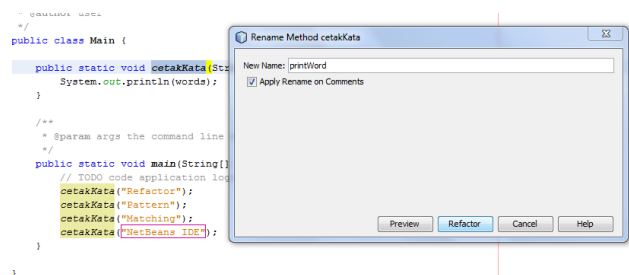 * @author user
*/
public class Main {
public static void cetakKata(Str
System.out.println(words);
}
/**
* @param args the command line
*/
public static void main(String[]
// TODO code application log
cetakKata("Refactor");
cetakKata("Pattern");
cetakKata("Matching");
cetakKata("NetBeans IDE");
}
}
Rename Method cetakKata
New Name: printWord
Apply Rename on Comments
Preview Refactor Cancel Help